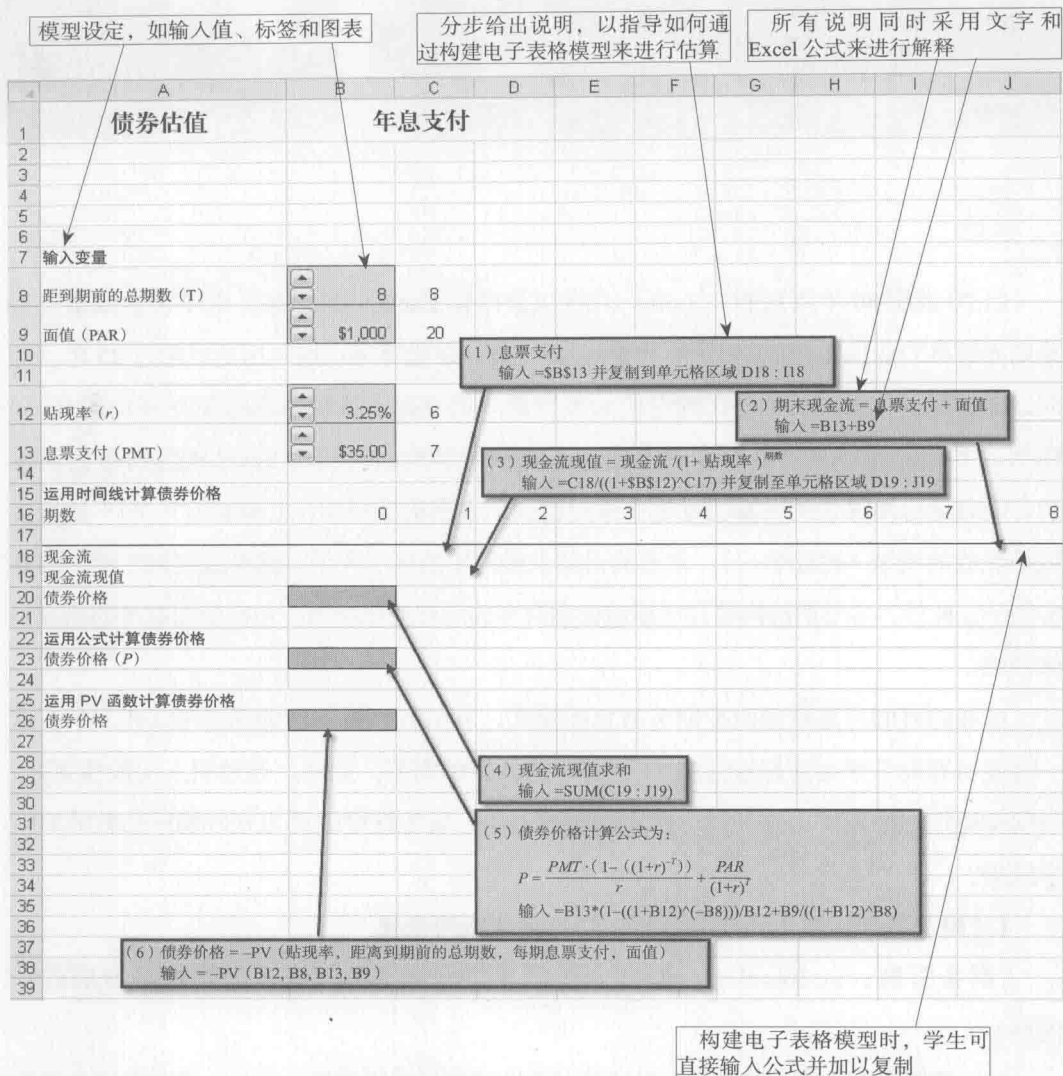 模型设定，如输入值、标签和图表
分步给出说明，以指导如何通
过构建电子表格模型来进行估算
所有说明同时采用文字和
Excel 公式来进行解释
A B C D E F G H I J
1 债券估值 年息支付
2
3
4
5
6
7 输入变量
8 距到期前的总期数（T） 8 8
9 面值（PAR） $1,000 20
10
11
（1）息票支付
输入 =$B$13 并复制到单元格区域 D18 : I18
12 贴现率（r） 3.25% 6
（2）期末现金流 = 息票支付 + 面值
输入 =B13+B9
13 息票支付（PMT） $35.00 7
（3）现金流现值 = 现金流 /(1+ 贴现率 )^期数
输入 =C18/((1+$B$12)^C17) 并复制至单元格区域 D19 : J19
14
15 运用时间线计算债券价格
16 期数 0 1 2 3 4 5 6 7 8
17
18 现金流
19 现金流现值
20 债券价格
21
22 运用公式计算债券价格
23 债券价格（P）
24
25 运用 PV 函数计算债券价格
26 债券价格
27
28
29
30
31
32
33
34
35
36
37
38
39
（4）现金流现值求和
输入 =SUM(C19 : J19)
（5）债券价格计算公式为：
P = PMT·(1–((1+r)^–T))/r + PAR/(1+r)^T
输入 =B13*(1–((1+B12)^(–B8)))/B12+B9/((1+B12)^B8)
（6）债券价格 = –PV（贴现率，距离到期前的总期数，每期息票支付，面值）
输入 = –PV（B12, B8, B13, B9）
构建电子表格模型时，学生可
直接输入公式并加以复制